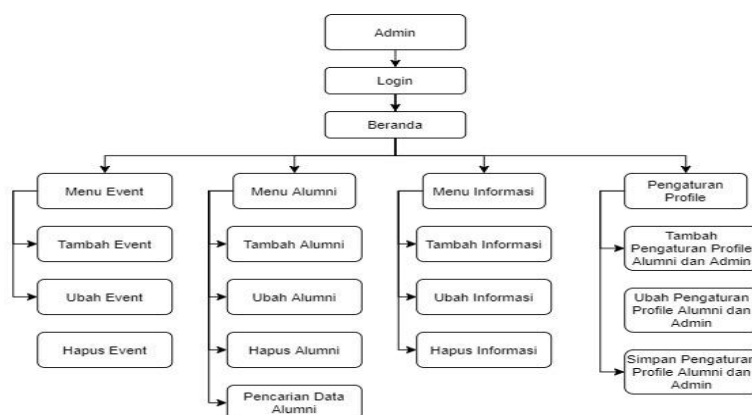 Admin
Login
Beranda
Menu Event
Menu Alumni
Menu Informasi
Pengaturan
Profile
Tambah Event
Tambah Alumni
Tambah Informasi
Tambah
Pengaturan Profile
Alumni dan Admin
Ubah Event
Ubah Alumni
Ubah Informasi
Ubah Pengaturan
Profile Alumni dan
Admin
Hapus Event
Hapus Alumni
Hapus Informasi
Simpan Pengaturan
Profile Alumni dan
Admin
Pencarian Data
Alumni